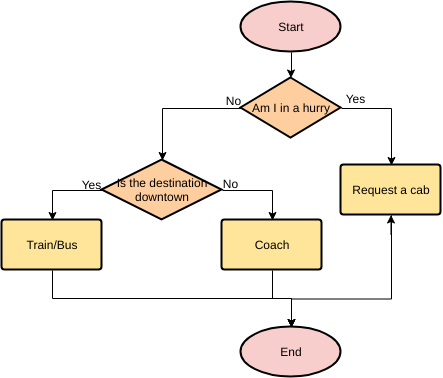 Start
No
Yes
Am I in a hurry
Yes
Is the destination
downtown
No
Request a cab
Train/Bus
Coach
End